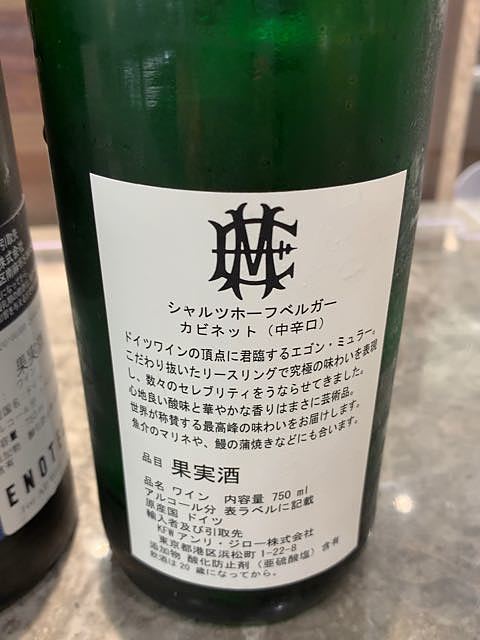 シャルツホーフベルガー
カビネット（中辛口）
ドイツワインの頂点に君臨するエゴン・ミュラー。
こだわり抜いたリースリングで究極の味わいを表現
し、数々のセレブリティをうならせてきました。
心地良い酸味と華やかな香りはまさに芸術品。
世界が称賛する最高峰の味わいをお届けします。
魚介のマリネや、鰻の蒲焼きなどにも合います。
品目 果実酒
品名 ワイン 内容量 750 ml
アルコール分 表ラベルに記載
原産国 ドイツ
輸入者及び引取先
KFWアンリ・ジロー株式会社
東京都港区浜松町1-22-8
添加物 酸化防止剤（亜硫酸塩）含有
飲酒は20 歳になってから。
果実酒
ENOTE